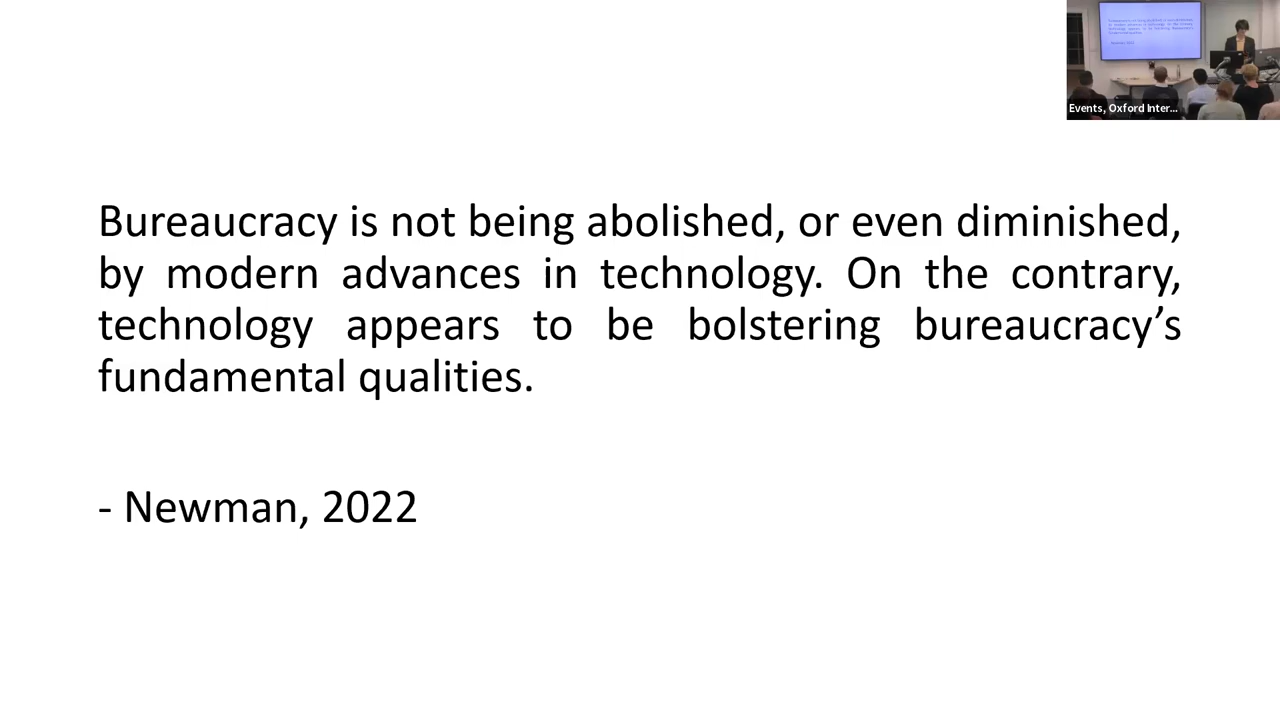 Events, Oxford Inter...
Bureaucracy is not being abolished, or even diminished,
by modern advances in technology. On the contrary,
technology appears to be bolstering bureaucracy’s
fundamental qualities.
- Newman, 2022